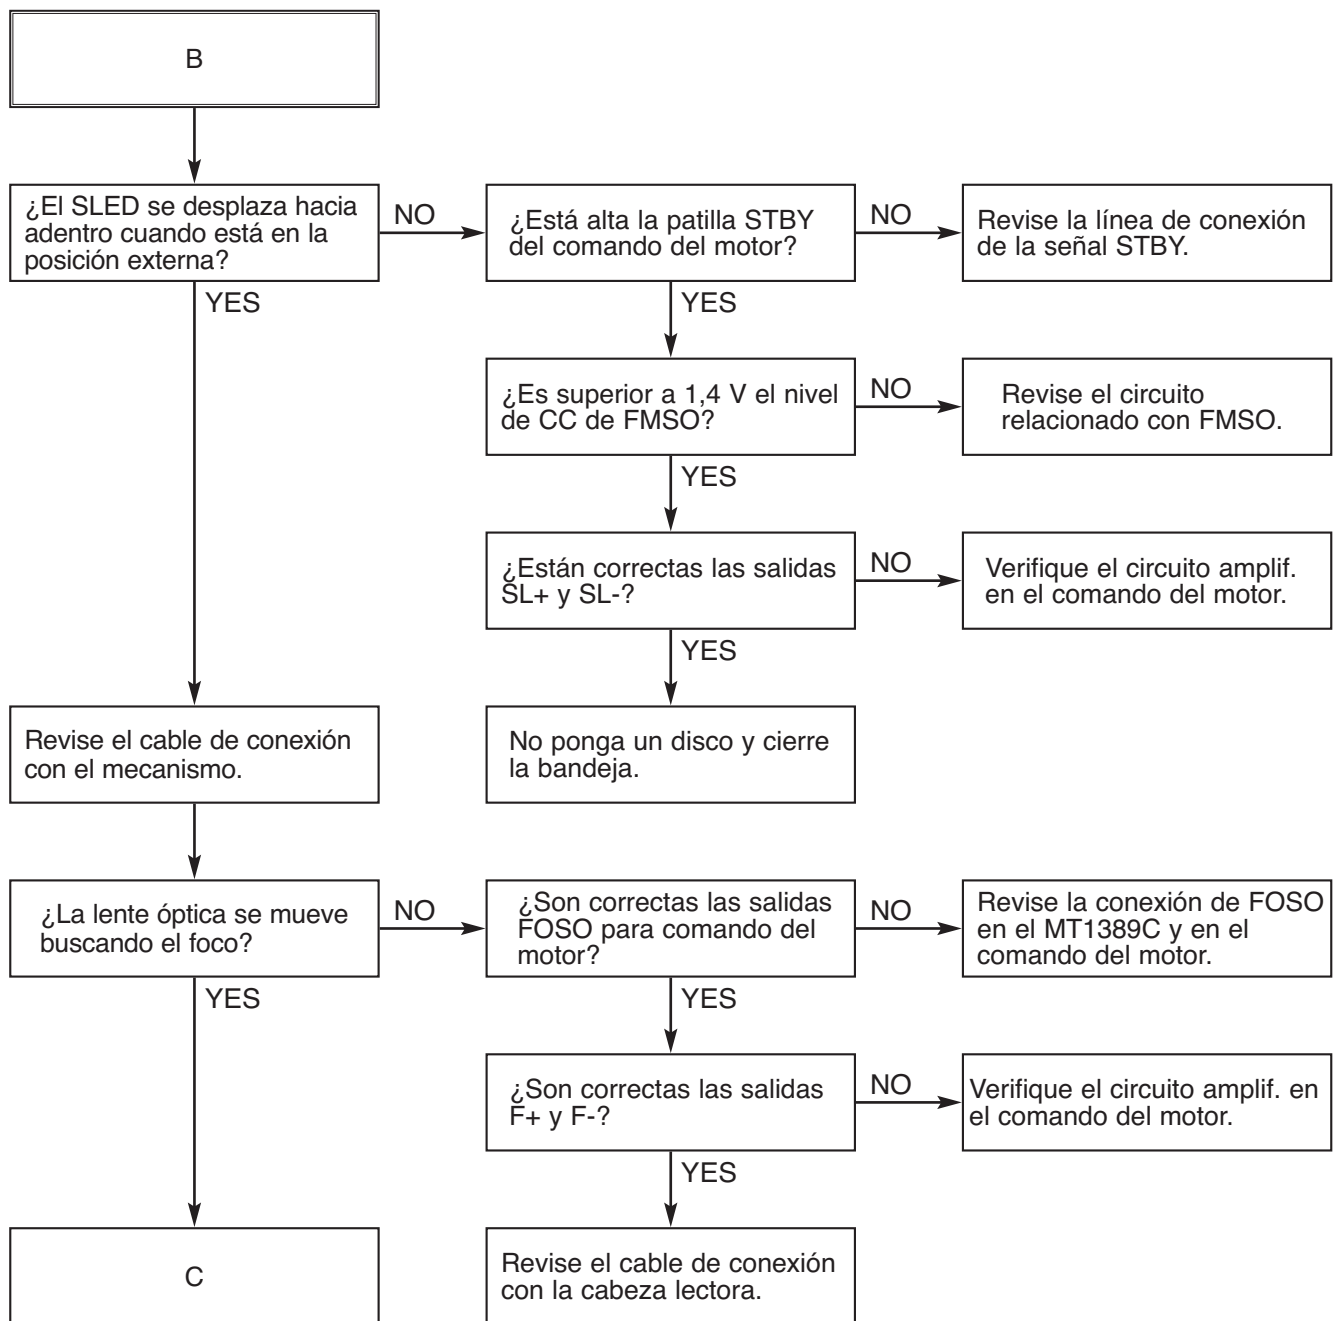 B
¿El SLED se desplaza hacia
adentro cuando está en la
posición externa?
NO
¿Está alta la patilla STBY
del comando del motor?
NO
Revise la línea de conexión
de la señal STBY.
YES
YES
¿Es superior a 1,4 V el nivel
de CC de FMSO?
NO
Revise el circuito
relacionado con FMSO.
YES
¿Están correctas las salidas
SL+ y SL-?
NO
Verifique el circuito amplif.
en el comando del motor.
YES
Revise el cable de conexión
con el mecanismo.
No ponga un disco y cierre
la bandeja.
¿La lente óptica se mueve
buscando el foco?
NO
¿Son correctas las salidas
FOSO para comando del
motor?
NO
Revise la conexión de FOSO
en el MT1389C y en el
comando del motor.
YES
YES
¿Son correctas las salidas
F+ y F-?
NO
Verifique el circuito amplif. en
el comando del motor.
YES
C
Revise el cable de conexión
con la cabeza lectora.